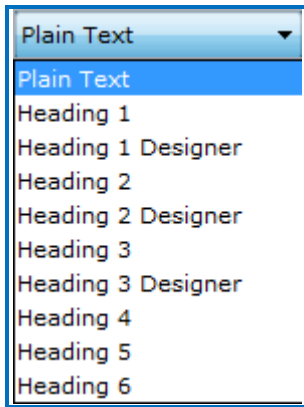 Plain Text
Plain Text
Heading 1
Heading 1 Designer
Heading 2
Heading 2 Designer
Heading 3
Heading 3 Designer
Heading 4
Heading 5
Heading 6